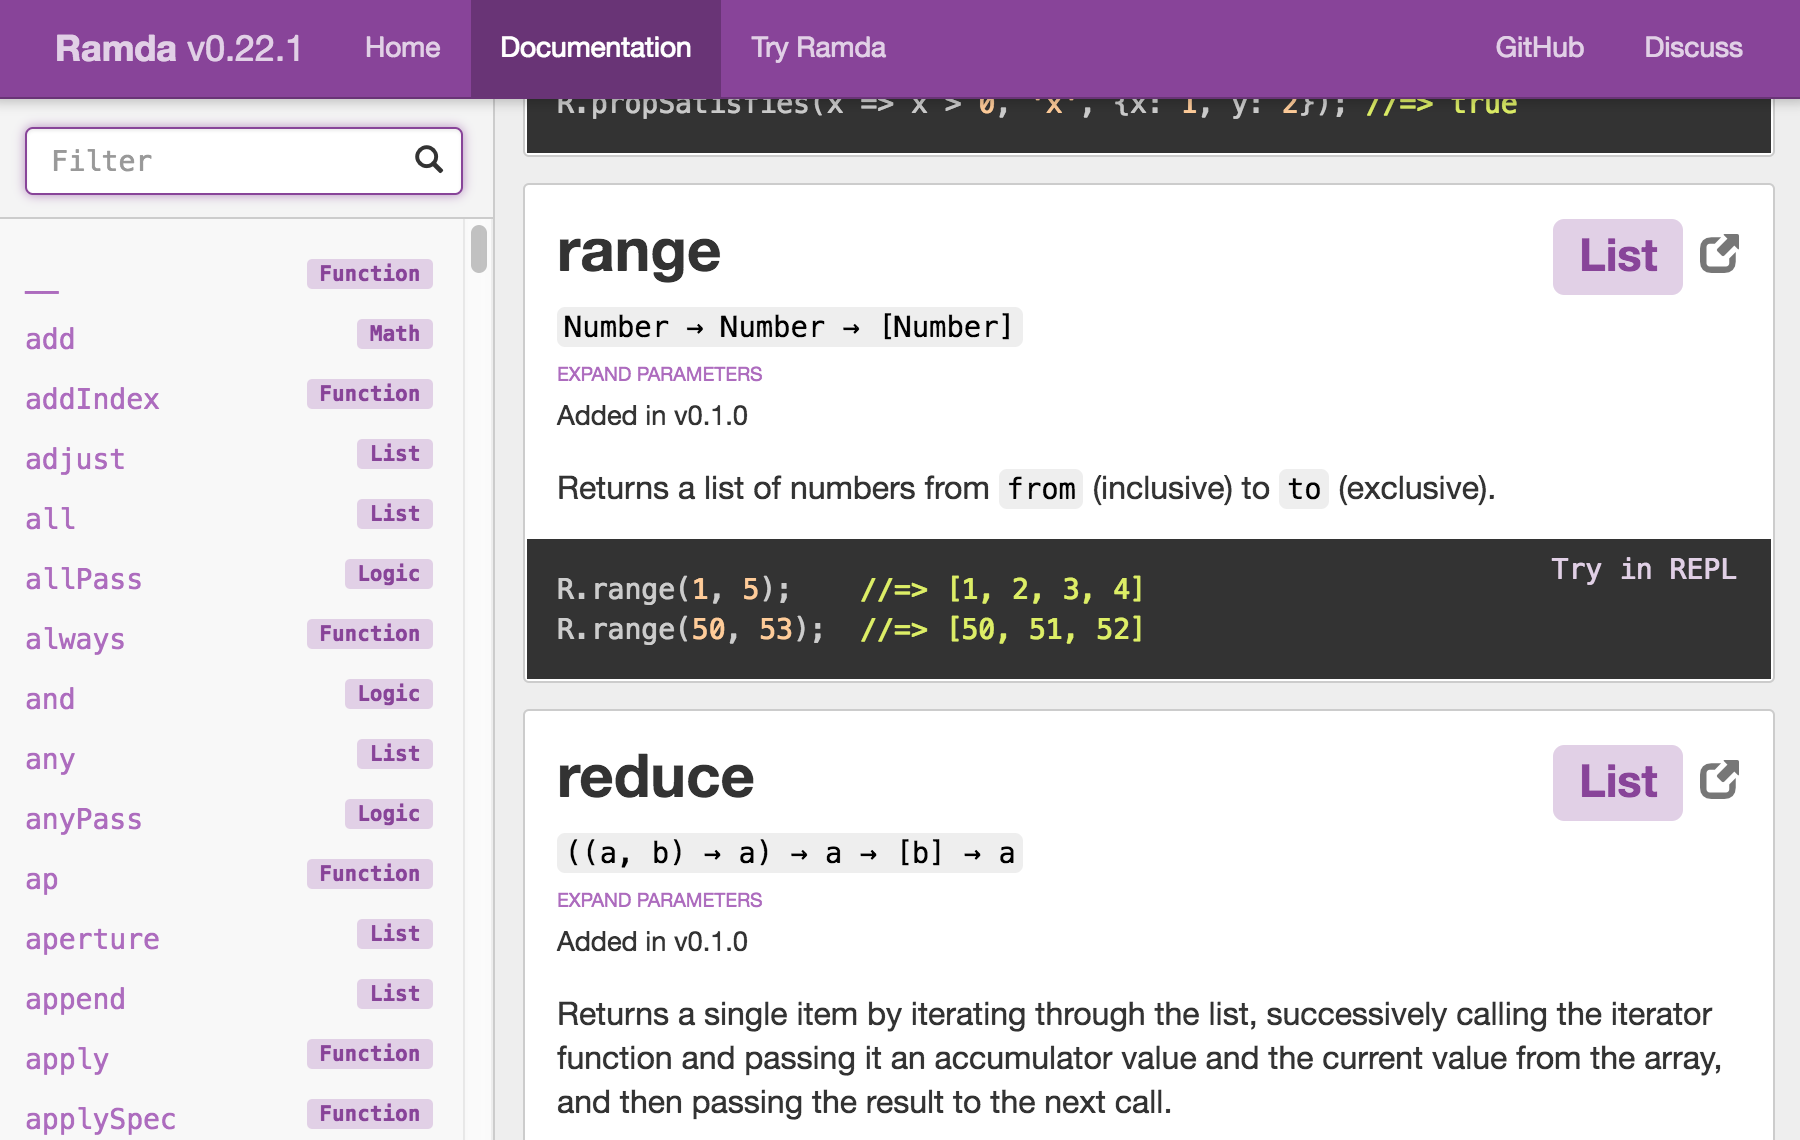 Ramda v0.22.1 Home Documentation Try Ramda GitHub Discuss
Filter
__ Function
add Math
addIndex Function
adjust List
all List
allPass Logic
always Function
and Logic
any List
anyPass Logic
ap Function
aperture List
append List
apply Function
applySpec Function
R.propSatisfies(x => x > 0, 'x', {x: 1, y: 2}); //=> true
range List
Number → Number → [Number]
EXPAND PARAMETERS
Added in v0.1.0
Returns a list of numbers from from (inclusive) to to (exclusive).
Try in REPL
R.range(1, 5);    //=> [1, 2, 3, 4]
R.range(50, 53);  //=> [50, 51, 52]
reduce List
((a, b) → a) → a → [b] → a
EXPAND PARAMETERS
Added in v0.1.0
Returns a single item by iterating through the list, successively calling the iterator
function and passing it an accumulator value and the current value from the array,
and then passing the result to the next call.